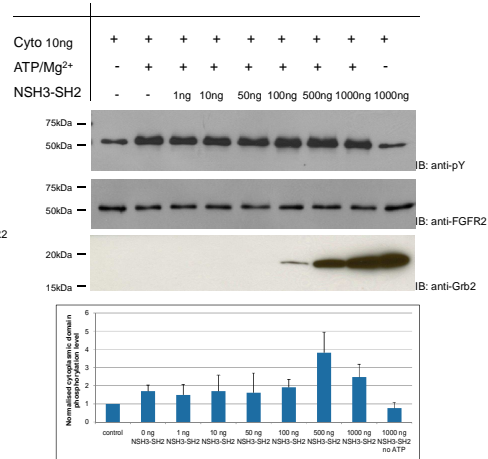 Cyto 10ng + + + + + + + + +
ATP/Mg²⁺ - + + + + + + + -
NSH3-SH2 - - 1ng 10ng 50ng 100ng 500ng 1000ng 1000ng
75kDa
50kDa
IB: anti-pY
75kDa
50kDa
IB: anti-FGFR2
20kDa
15kDa
IB: anti-Grb2
Normalised cytoplasmic domain
phosphorylation level
6
5
4
3
2
1
0
control 0 ng 1 ng 10 ng 50 ng 100 ng 500 ng 1000 ng 1000 ng
NSH3-SH2 NSH3-SH2 NSH3-SH2 NSH3-SH2 NSH3-SH2 NSH3-SH2 NSH3-SH2 NSH3-SH2
no ATP